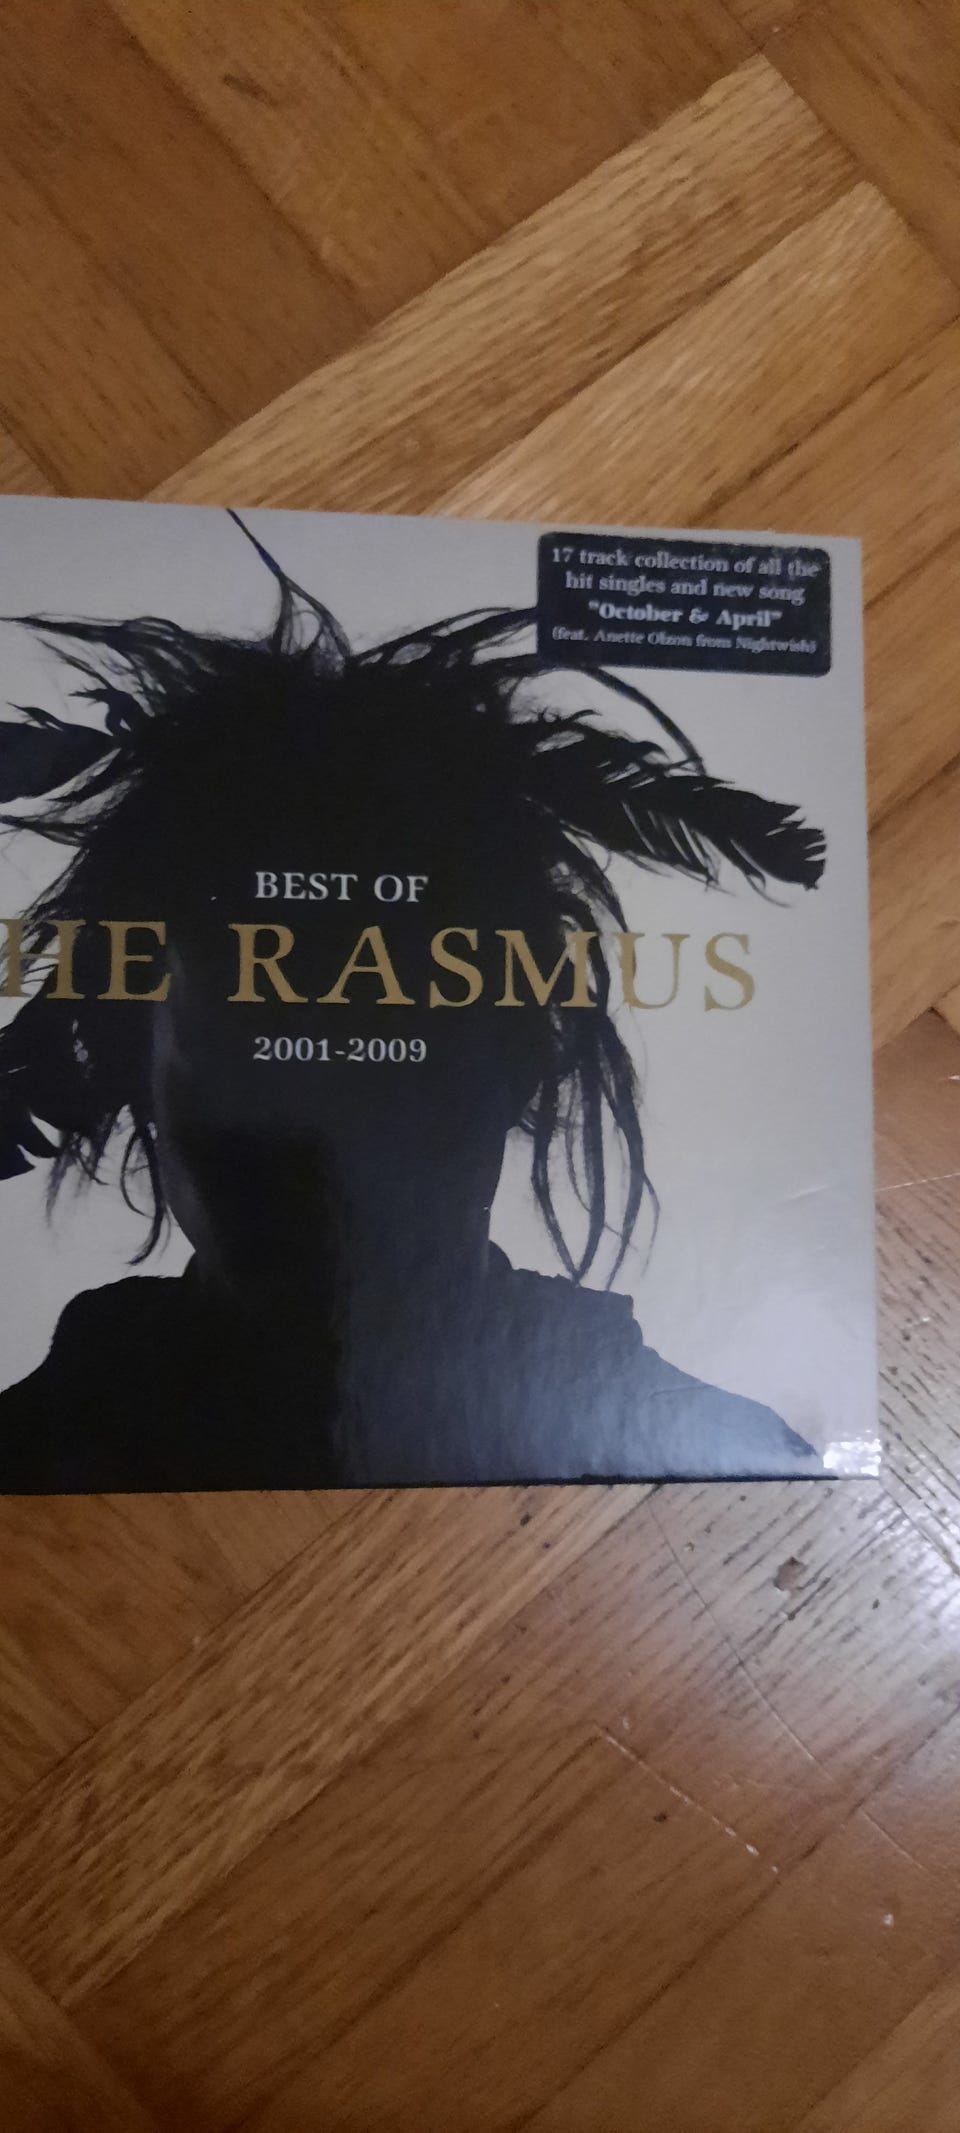 17 track collection of all the
hit singles and new song
"October & April"
(feat. Anette Olzon from Nightwish)
BEST OF
HE RASMUS
2001-2009